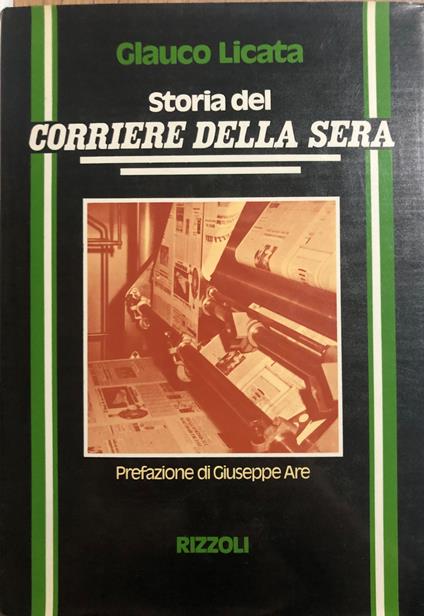 Glauco Licata
Storia del
CORRIERE DELLA SERA
Prefazione di Giuseppe Are
RIZZOLI